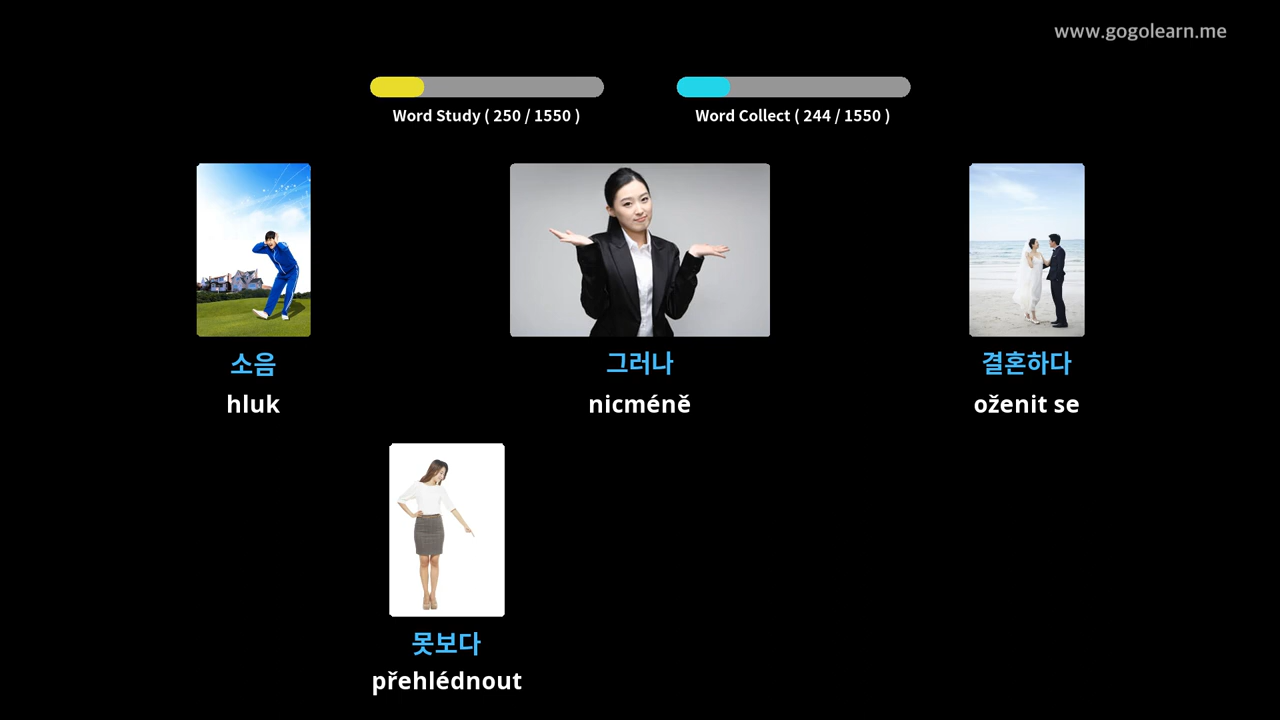 www.gogolearn.me
Word Study ( 250 / 1550 )
Word Collect ( 244 / 1550 )
소음
hluk
그러나
nicméně
결혼하다
oženit se
못보다
přehlédnout